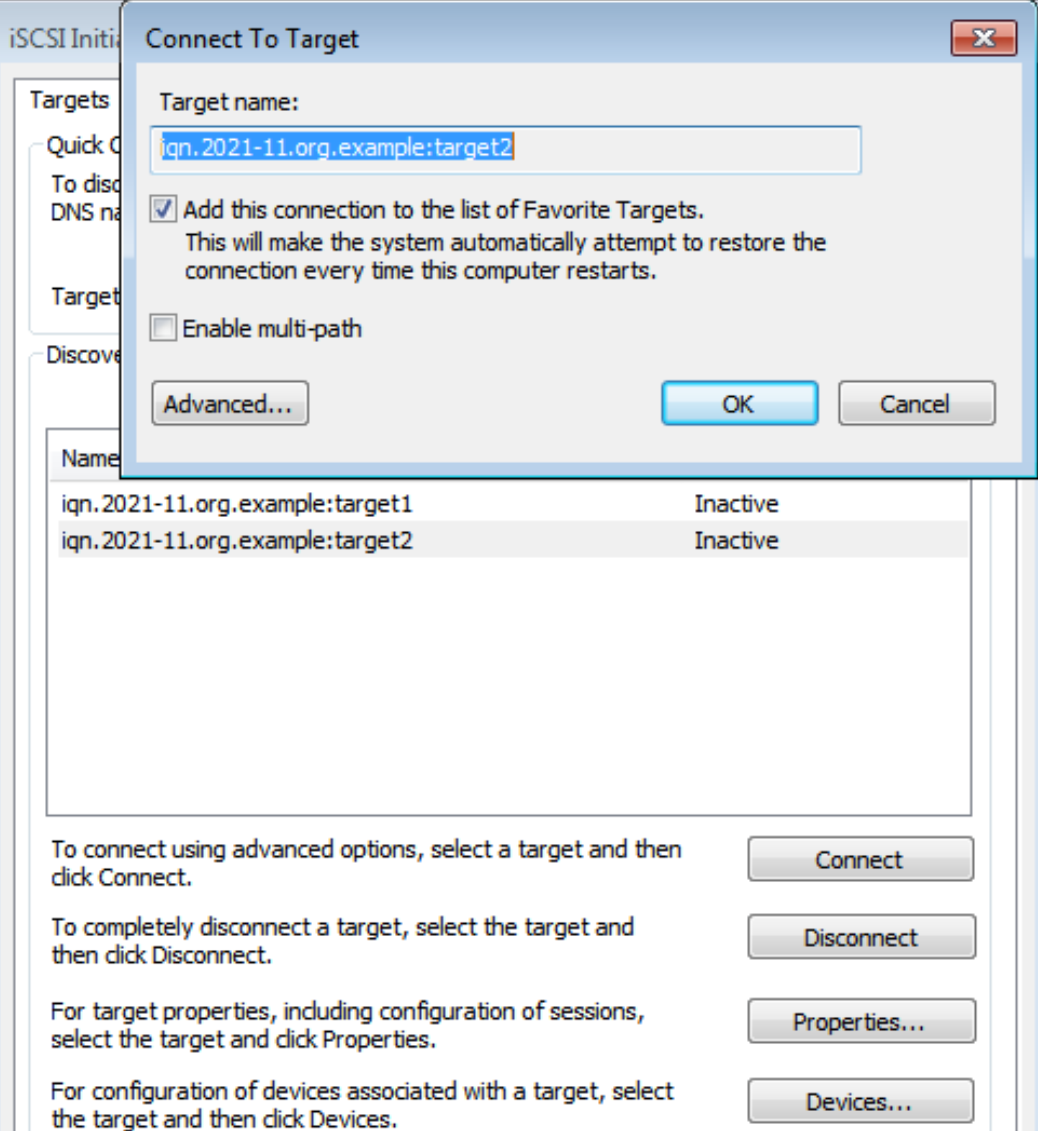 iSCSI Initia
Connect To Target
Targets
Target name:
Quick C
iqn.2021-11.org.example:target2
To disc
DNS na
Add this connection to the list of Favorite Targets.
This will make the system automatically attempt to restore the
connection every time this computer restarts.
Target
Enable multi-path
Discove
Advanced...
OK
Cancel
Name
iqn.2021-11.org.example:target1 Inactive
iqn.2021-11.org.example:target2 Inactive
To connect using advanced options, select a target and then
click Connect.
Connect
To completely disconnect a target, select the target and
then click Disconnect.
Disconnect
For target properties, including configuration of sessions,
select the target and click Properties.
Properties...
For configuration of devices associated with a target, select
the target and then click Devices.
Devices...